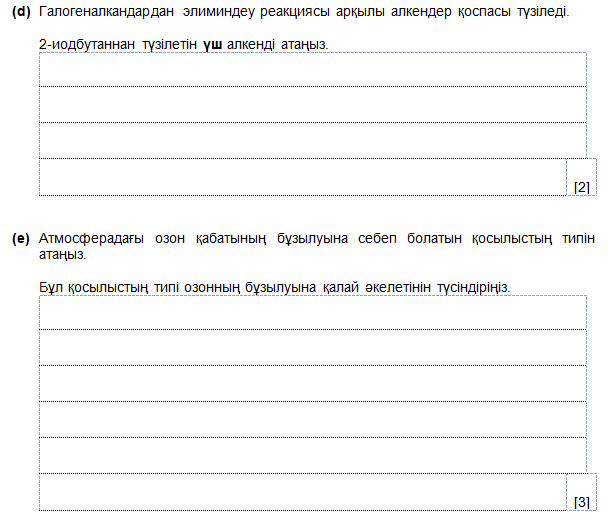 (d) Галогеналкандардан элиминдеу реакциясы арқылы алкендер қоспасы түзіледі.
2-иодбутаннан түзілетін үш алкенді атаңыз.
[2]
(e) Атмосферадағы озон қабатының бұзылуына себеп болатын қосылыстың типін
атаңыз.
Бұл қосылыстың типі озонның бұзылуына қалай әкелетінін түсіндіріңіз.
[3]